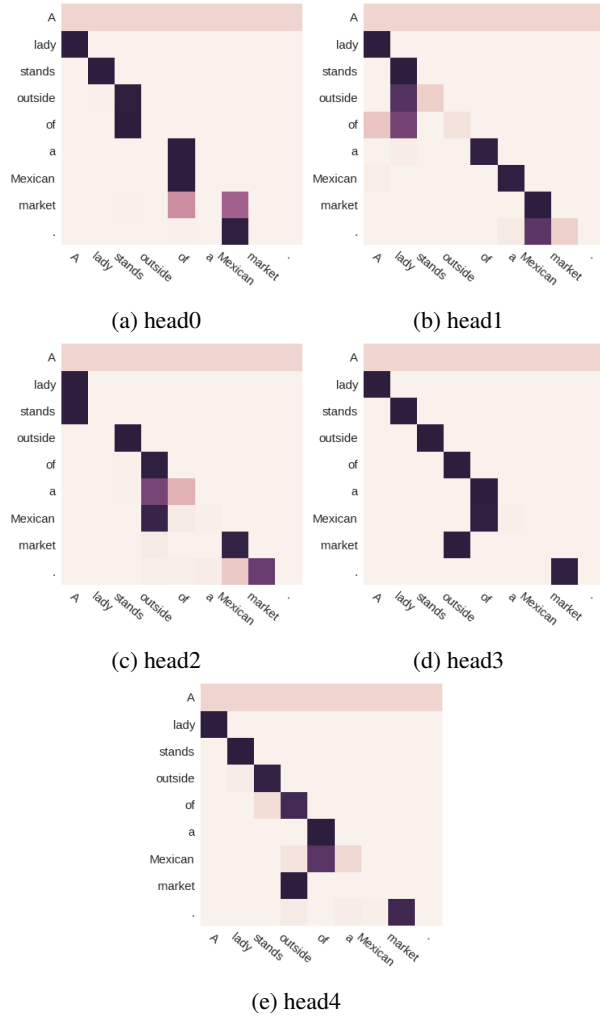 A
lady
stands
outside
of
a
Mexican
market
.
A lady stands outside of a Mexican market .
(a) head0
A
lady
stands
outside
of
a
Mexican
market
.
A lady stands outside of a Mexican market .
(b) head1
A
lady
stands
outside
of
a
Mexican
market
.
A lady stands outside of a Mexican market .
(c) head2
A
lady
stands
outside
of
a
Mexican
market
.
A lady stands outside of a Mexican market .
(d) head3
A
lady
stands
outside
of
a
Mexican
market
.
A lady stands outside of a Mexican market .
(e) head4